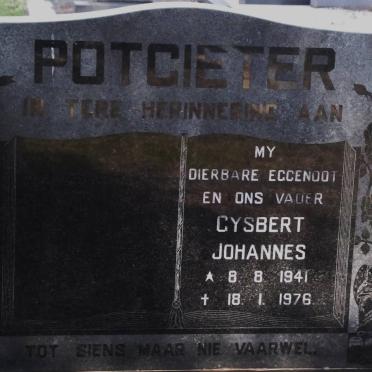 POTGIETER
IN TERE HERINNERING AAN
MY
DIERBARE EGGENOOT
EN ONS VADER
GYSBERT
JOHANNES
★ 8. 8. 1941
† 18. 1. 1976
TOT SIENS MAAR NIE VAARWEL.